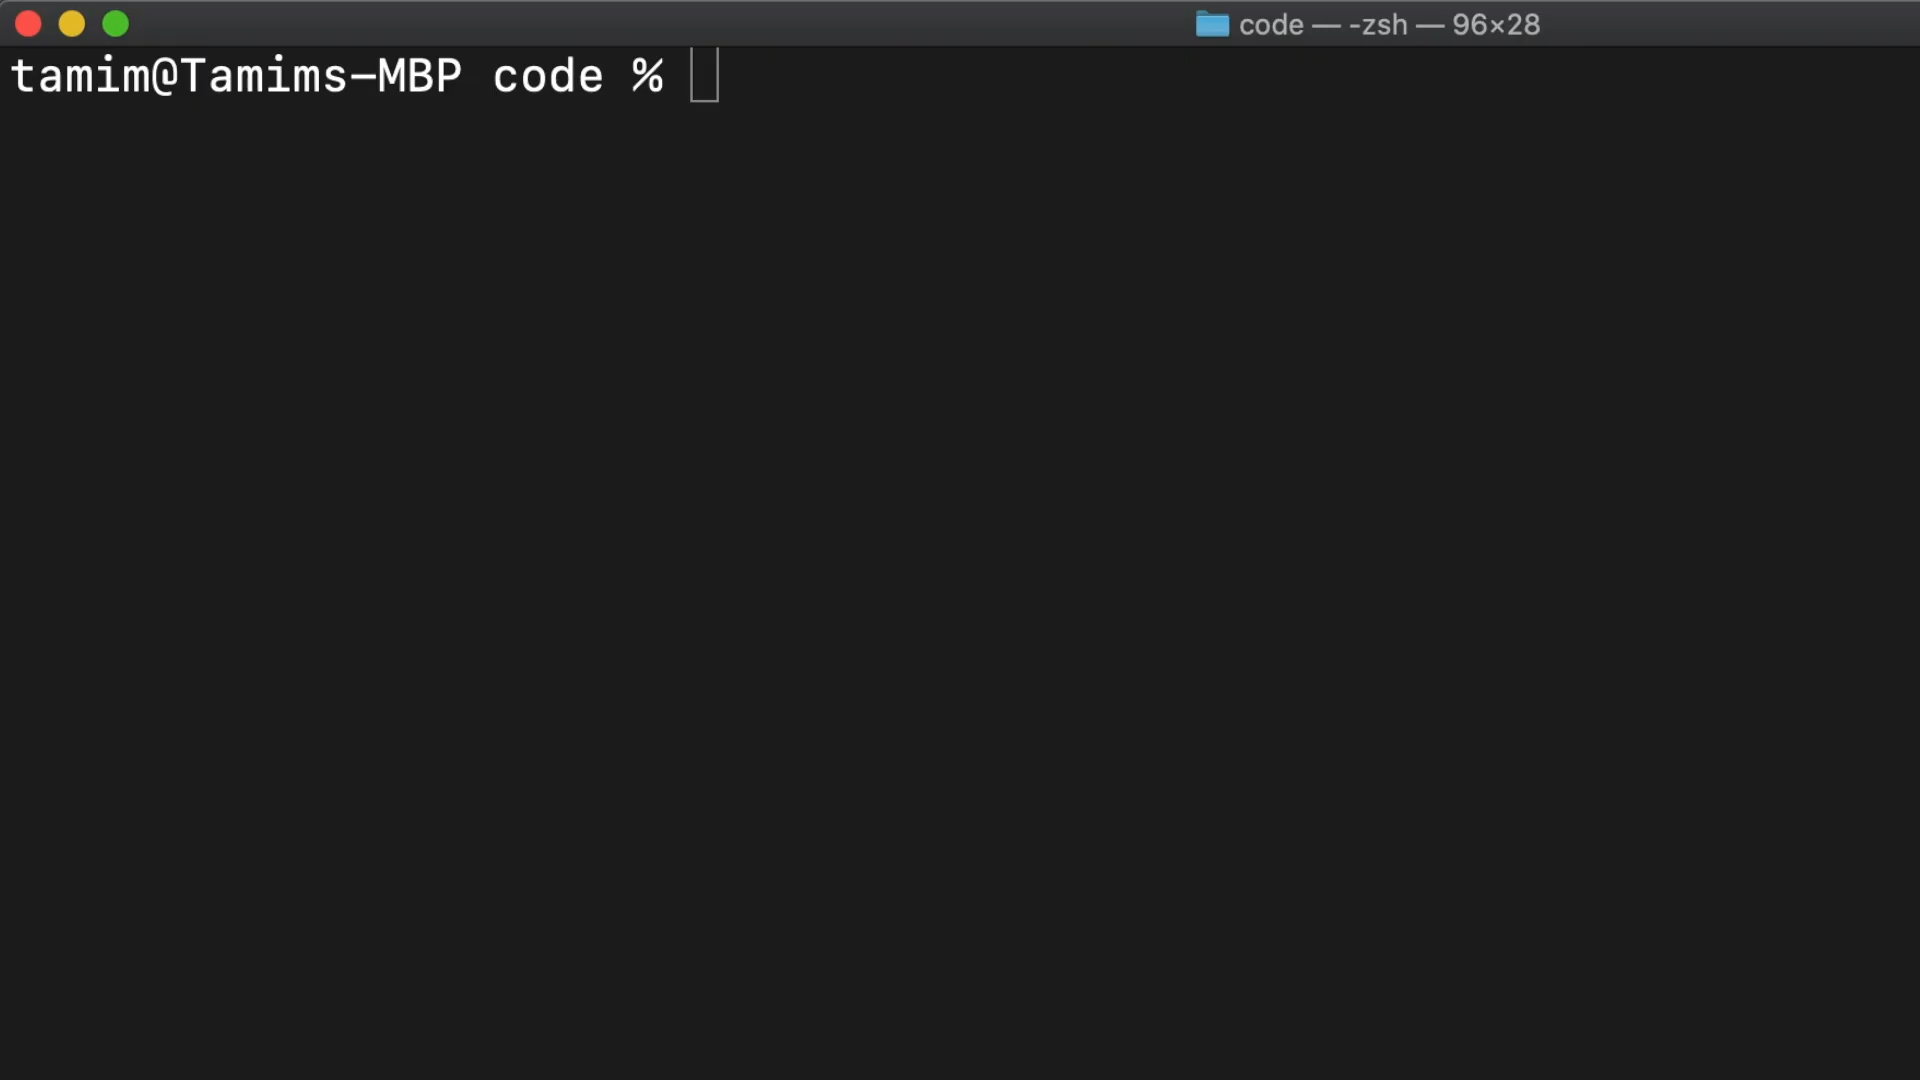 code — -zsh — 96×28
tamim@Tamims-MBP code %